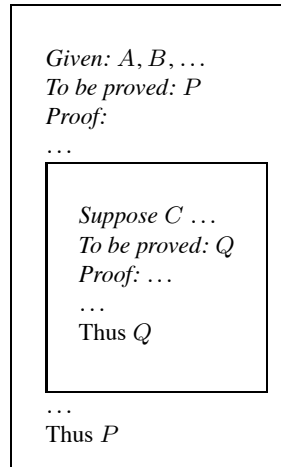 Given: A, B, …
To be proved: P
Proof:
…
Suppose C …
To be proved: Q
Proof: …
…
Thus Q
…
Thus P